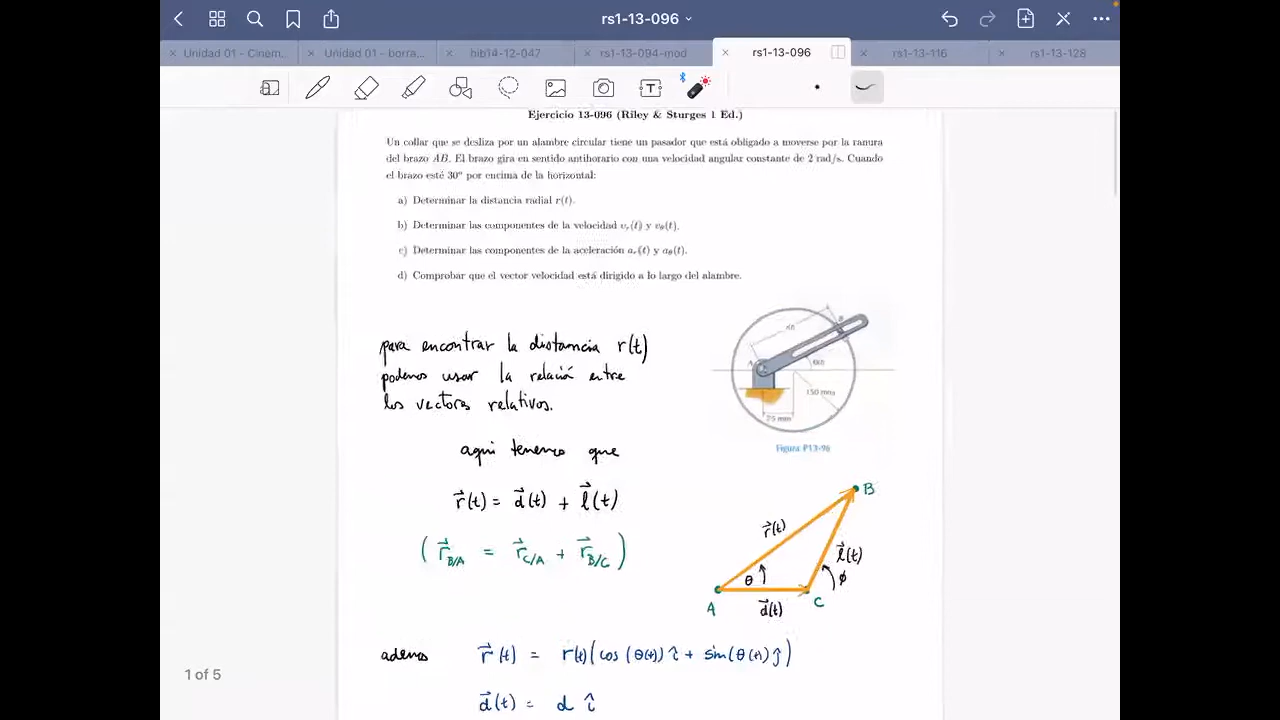 rs1-13-096
Unidad 01 - Cinem...
Unidad 01 - borra...
hib14-12-047
rs1-13-094-mod
rs1-13-096
rs1-13-116
rs1-13-128
Ejercicio 13-096 (Riley & Sturges 1 Ed.)
Un collar que se desliza por un alambre circular tiene un pasador que está obligado a moverse por la ranura
del brazo AB. El brazo gira en sentido antihorario con una velocidad angular constante de 2 rad/s. Cuando
el brazo esté 30° por encima de la horizontal:
a) Determinar la distancia radial r(t).
b) Determinar las componentes de la velocidad v_r(t) y v_θ(t).
c) Determinar las componentes de la aceleración a_r(t) y a_θ(t).
d) Comprobar que el vector velocidad está dirigido a lo largo del alambre.
para encontrar la distancia r(t)
podemos usar la relación entre
los vectores relativos.
A
B
r(t)
θ(t)
150 mm
75 mm
Figura P13-96
aqui tenemos que
r⃗(t) = d⃗(t) + l⃗(t)
(r⃗_B/A = r⃗_C/A + r⃗_B/C)
B
r⃗(t)
l⃗(t)
θ
ϕ
A
d⃗(t)
C
ademas r⃗(t) = r(t)(cos(θ(t)) î + sin(θ(t) ĵ)
d⃗(t) = d î
1 of 5